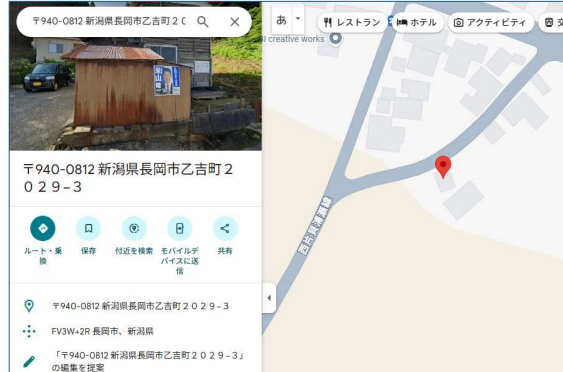 〒940-0812 新潟県長岡市乙吉町2 0
あ
レストラン
ホテル
アクティビティ
交
l creative works
〒940-0812 新潟県長岡市乙吉町2
029−3
ルート・乗
換
保存
付近を検索
モバイルデ
バイスに送
信
共有
〒940-0812 新潟県長岡市乙吉町2029−3
FV3W+2R 長岡市、新潟県
「〒940-0812 新潟県長岡市乙吉町2029−3」
の編集を提案